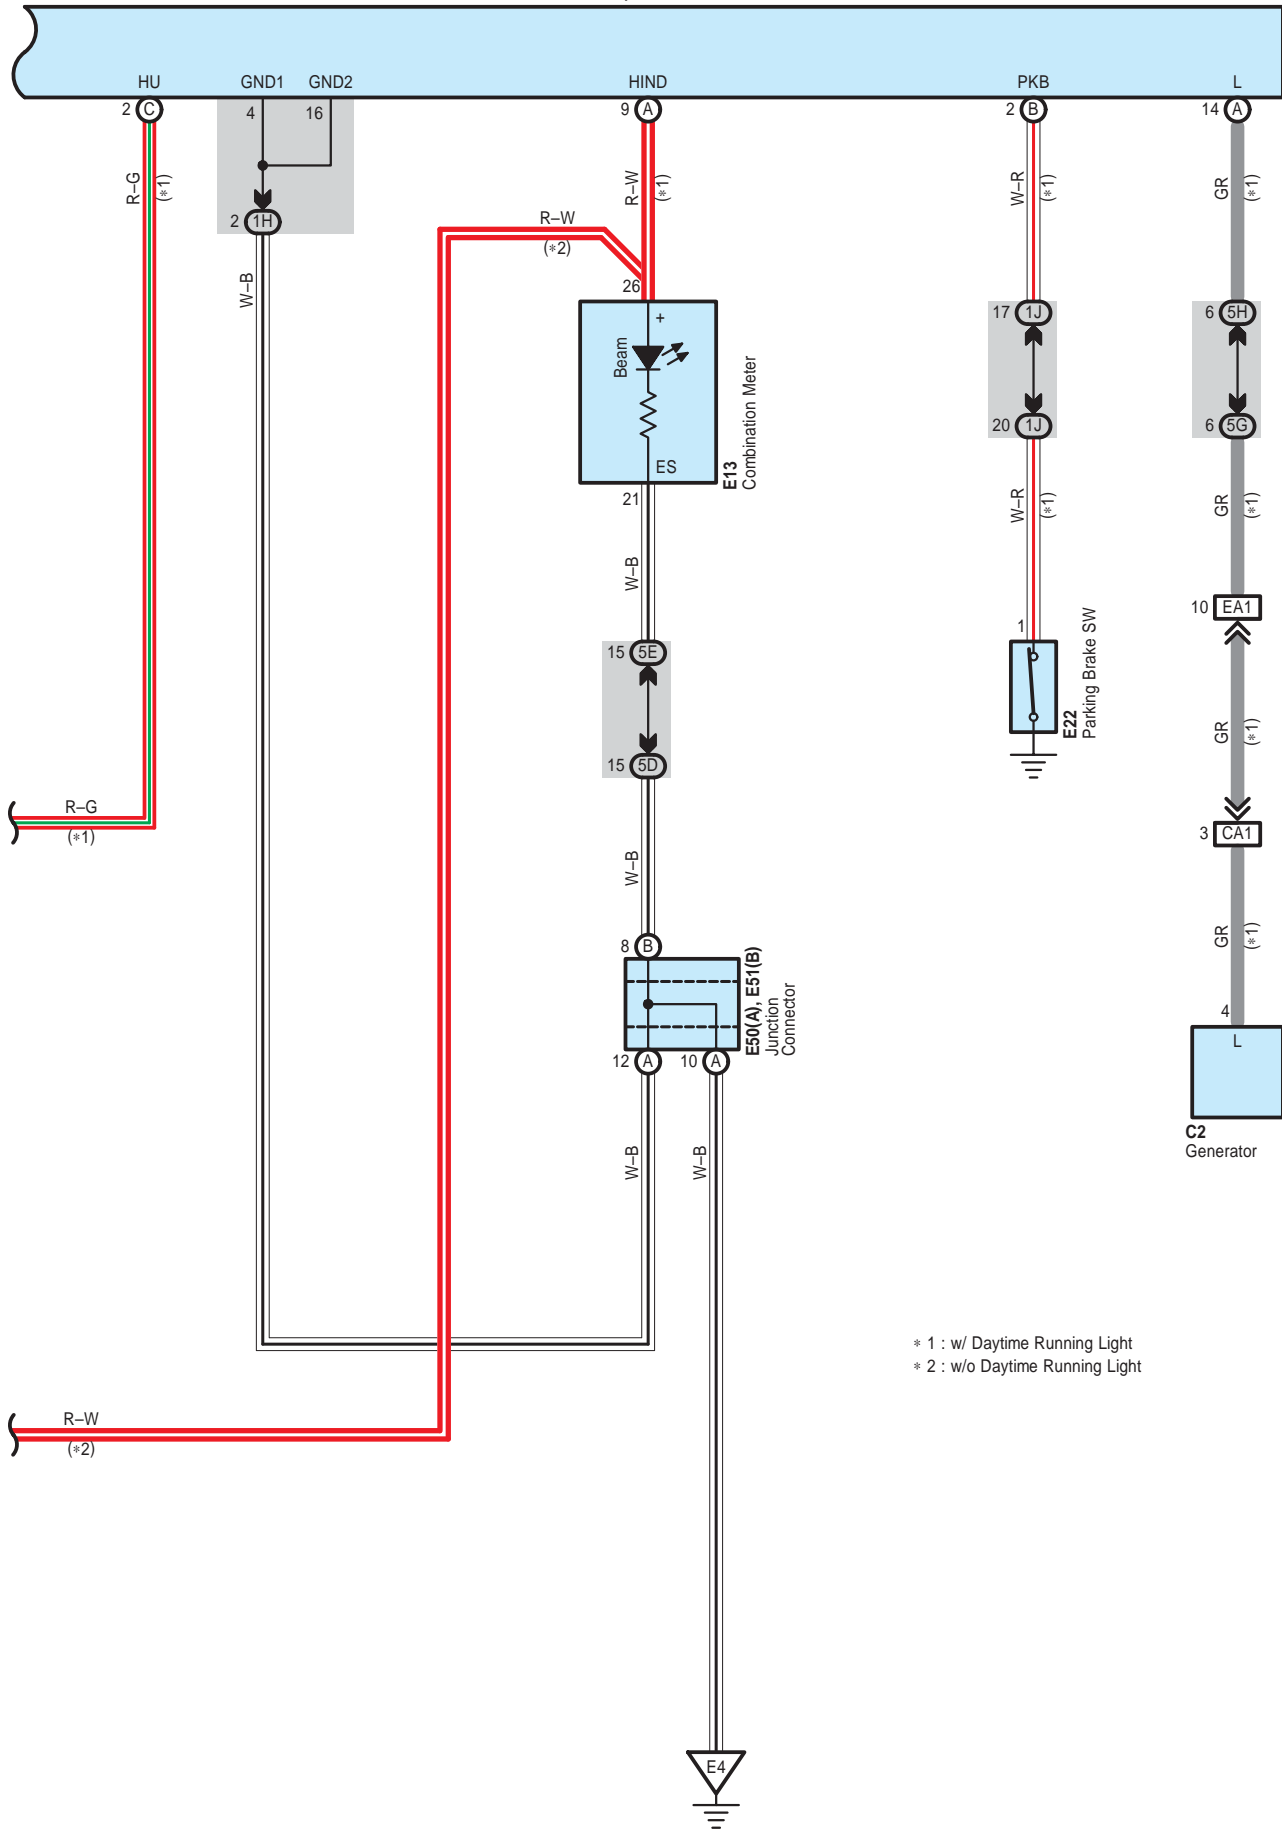 HU GND1 GND2 HIND PKB L
2 C 4 16 9 A 2 B 14 A
R–G
(*1)
R–W
(*1)
W–R
(*1)
GR
(*1)
2 1H
R–W
(*2)
W–B
26
+
Beam
ES
E13
Combination Meter
17 1J
6 5H
20 1J
6 5G
21
W–R
(*1)
GR
(*1)
W–B
10 EA1
1
E22
Parking Brake SW
15 5E
15 5D
GR
(*1)
R–G
(*1)
3 CA1
W–B
8 B
E50(A), E51(B)
Junction
Connector
GR
(*1)
4
L
12 A 10 A
C2
Generator
W–B
W–B
* 1 : w/ Daytime Running Light
* 2 : w/o Daytime Running Light
R–W
(*2)
E4